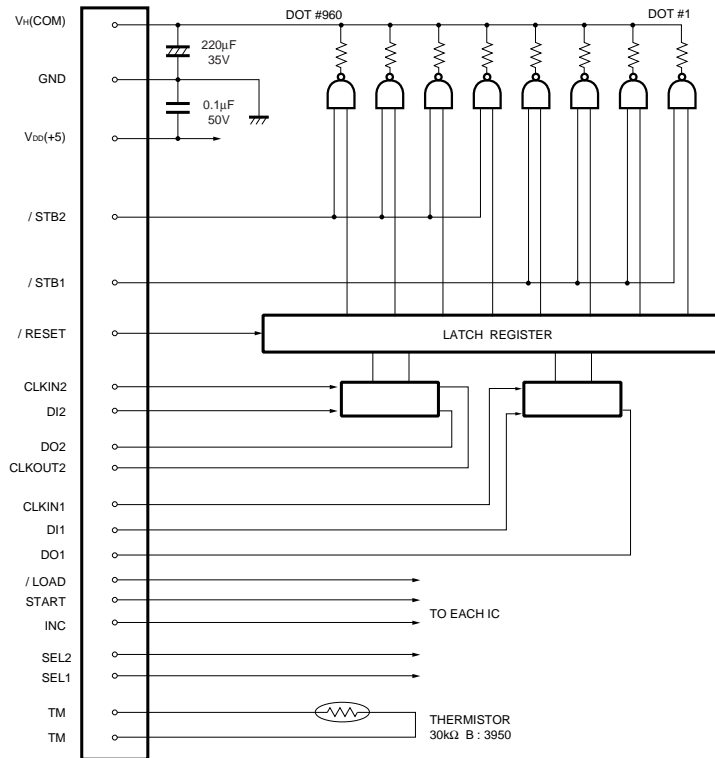 VH(COM)
DOT #960
DOT #1
220µF
35V
GND
0.1µF
50V
VDD(+5)
/ STB2
/ STB1
/ RESET
LATCH REGISTER
CLKIN2
DI2
DO2
CLKOUT2
CLKIN1
DI1
DO1
/ LOAD
START
TO EACH IC
INC
SEL2
SEL1
TM
THERMISTOR
TM
30kΩ B : 3950